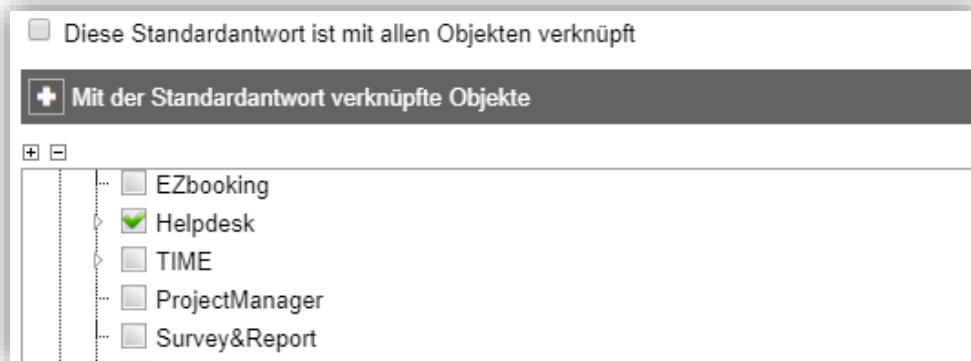 Diese Standardantwort ist mit allen Objekten verknüpft
Mit der Standardantwort verknüpfte Objekte
EZbooking
Helpdesk
TIME
ProjectManager
Survey&Report